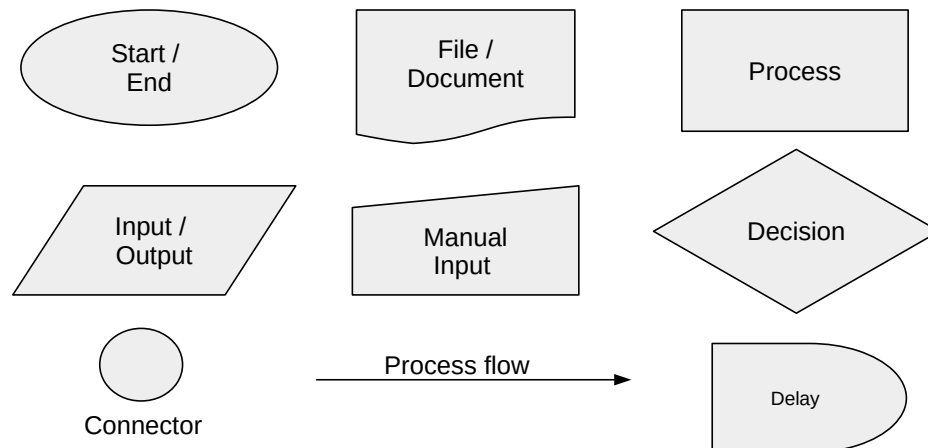 Start /
End
File /
Document
Process
Input /
Output
Manual
Input
Decision
Connector
Process flow
Delay